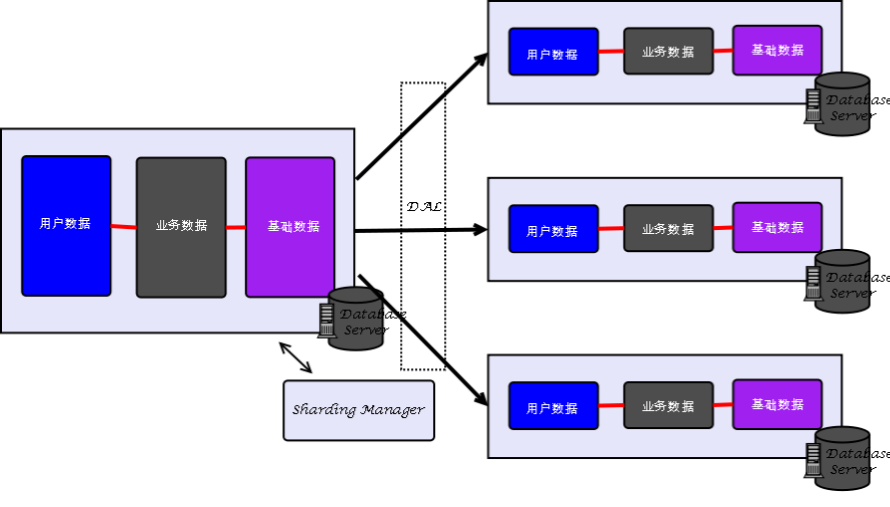 用户数据
业务数据
基础数据
Database
Server
Sharding Manager
DAL
用户数据
业务数据
基础数据
Database
Server
用户数据
业务数据
基础数据
Database
Server
用户数据
业务数据
基础数据
Database
Server